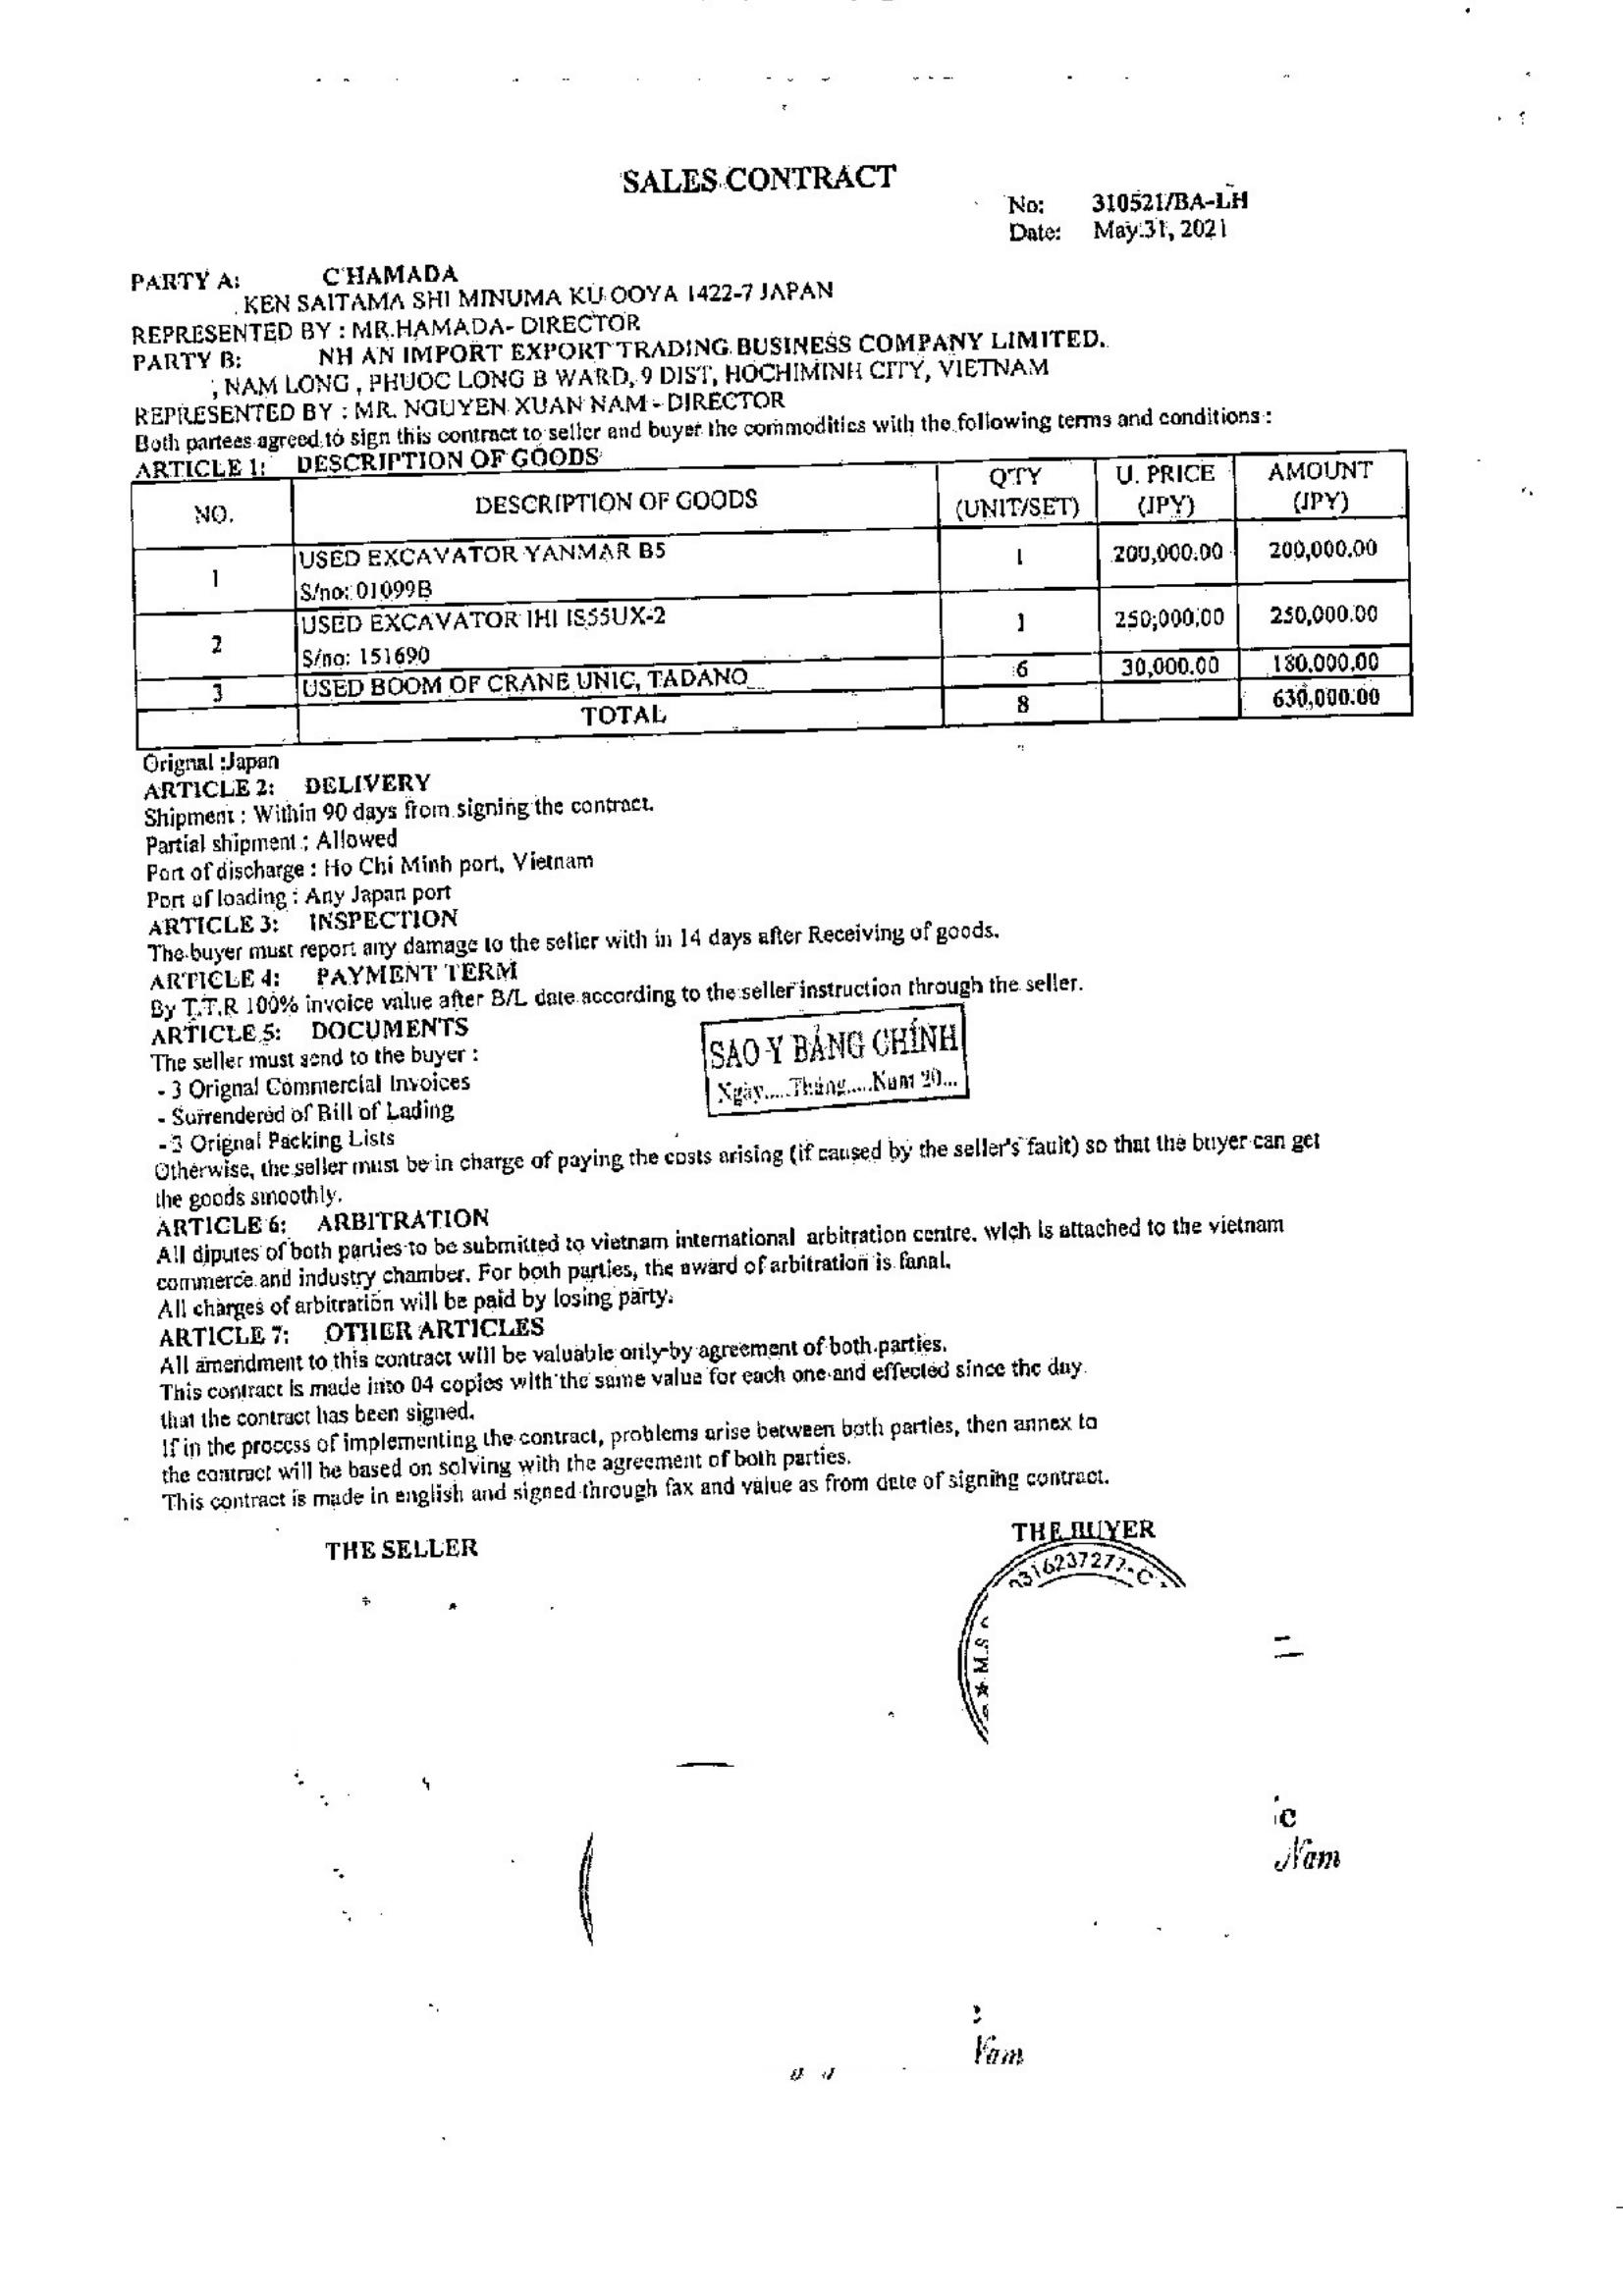 SALES CONTRACT
No: 310521/BA-LH
Date: May 31, 2021
PARTY A: C'HAMADA
KEN SAITAMA SHI MINUMA KU OOYA 1422-7 JAPAN
REPRESENTED BY : MR.HAMADA- DIRECTOR
PARTY B: NH AN IMPORT EXPORT TRADING BUSINESS COMPANY LIMITED.
, NAM LONG , PHUOC LONG B WARD, 9 DIST, HOCHIMINH CITY, VIETNAM
REPRESENTED BY : MR. NGUYEN XUAN NAM - DIRECTOR
Both partees agreed to sign this contract to seller and buyer the commodities with the following terms and conditions :
ARTICLE 1: DESCRIPTION OF GOODS
NO. DESCRIPTION OF GOODS QTY (UNIT/SET) U. PRICE (JPY) AMOUNT (JPY)
1 USED EXCAVATOR YANMAR B5 1 200,000.00 200,000.00
S/no: 01099B
2 USED EXCAVATOR IHI IS55UX-2 1 250,000.00 250,000.00
S/no: 151690
3 USED BOOM OF CRANE UNIC, TADANO 6 30,000.00 180,000.00
TOTAL 8 630,000.00
Orignal :Japan
ARTICLE 2: DELIVERY
Shipment : Within 90 days from signing the contract.
Partial shipment : Allowed
Port of discharge : Ho Chi Minh port, Vietnam
Port of loading : Any Japan port
ARTICLE 3: INSPECTION
The buyer must report any damage to the seller with in 14 days after Receiving of goods.
ARTICLE 4: PAYMENT TERM
By T.T.R 100% invoice value after B/L date according to the seller instruction through the seller.
ARTICLE 5: DOCUMENTS
The seller must send to the buyer :
- 3 Orignal Commercial Invoices
- Surrendered of Bill of Lading
- 3 Orignal Packing Lists
SAO Y BẢNG CHÍNH
Ngày.....Tháng.....Năm 20...
Otherwise, the seller must be in charge of paying the costs arising (if caused by the seller's fault) so that the buyer can get
the goods smoothly.
ARTICLE 6: ARBITRATION
All diputes of both parties to be submitted to vietnam international arbitration centre. wich is attached to the vietnam
commerce and industry chamber. For both parties, the award of arbitration is fanal.
All charges of arbitration will be paid by losing party.
ARTICLE 7: OTHER ARTICLES
All amendment to this contract will be valuable only by agreement of both parties.
This contract is made into 04 copies with the same value for each one and effected since the day
that the contract has been signed.
If in the process of implementing the contract, problems arise between both parties, then annex to
the contract will be based on solving with the agreement of both parties.
This contract is made in english and signed through fax and value as from date of signing contract.
THE SELLER
THE BUYER
0316237277-C
M.S
Nam